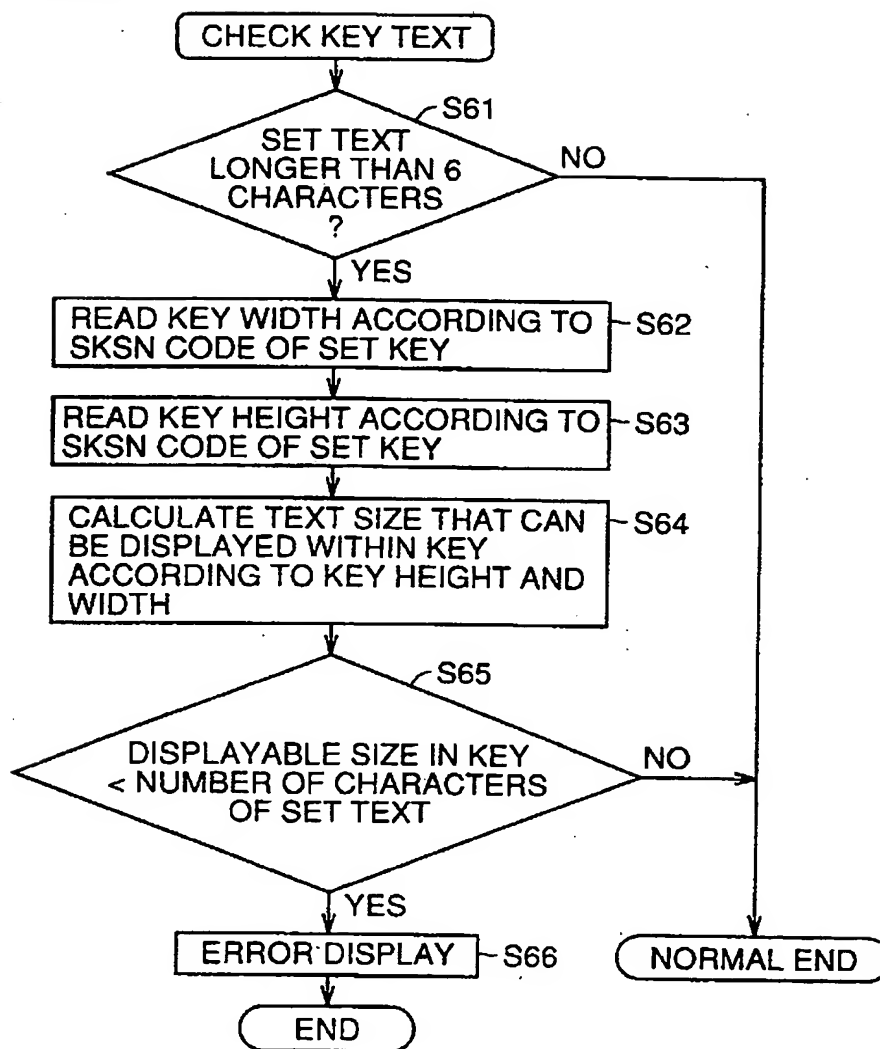 CHECK KEY TEXT
S61
SET TEXT
LONGER THAN 6
CHARACTERS
?
NO
YES
READ KEY WIDTH ACCORDING TO
SKSN CODE OF SET KEY
S62
READ KEY HEIGHT ACCORDING TO
SKSN CODE OF SET KEY
S63
CALCULATE TEXT SIZE THAT CAN
BE DISPLAYED WITHIN KEY
ACCORDING TO KEY HEIGHT AND
WIDTH
S64
S65
DISPLAYABLE SIZE IN KEY
< NUMBER OF CHARACTERS
OF SET TEXT
NO
YES
ERROR DISPLAY
S66
NORMAL END
END